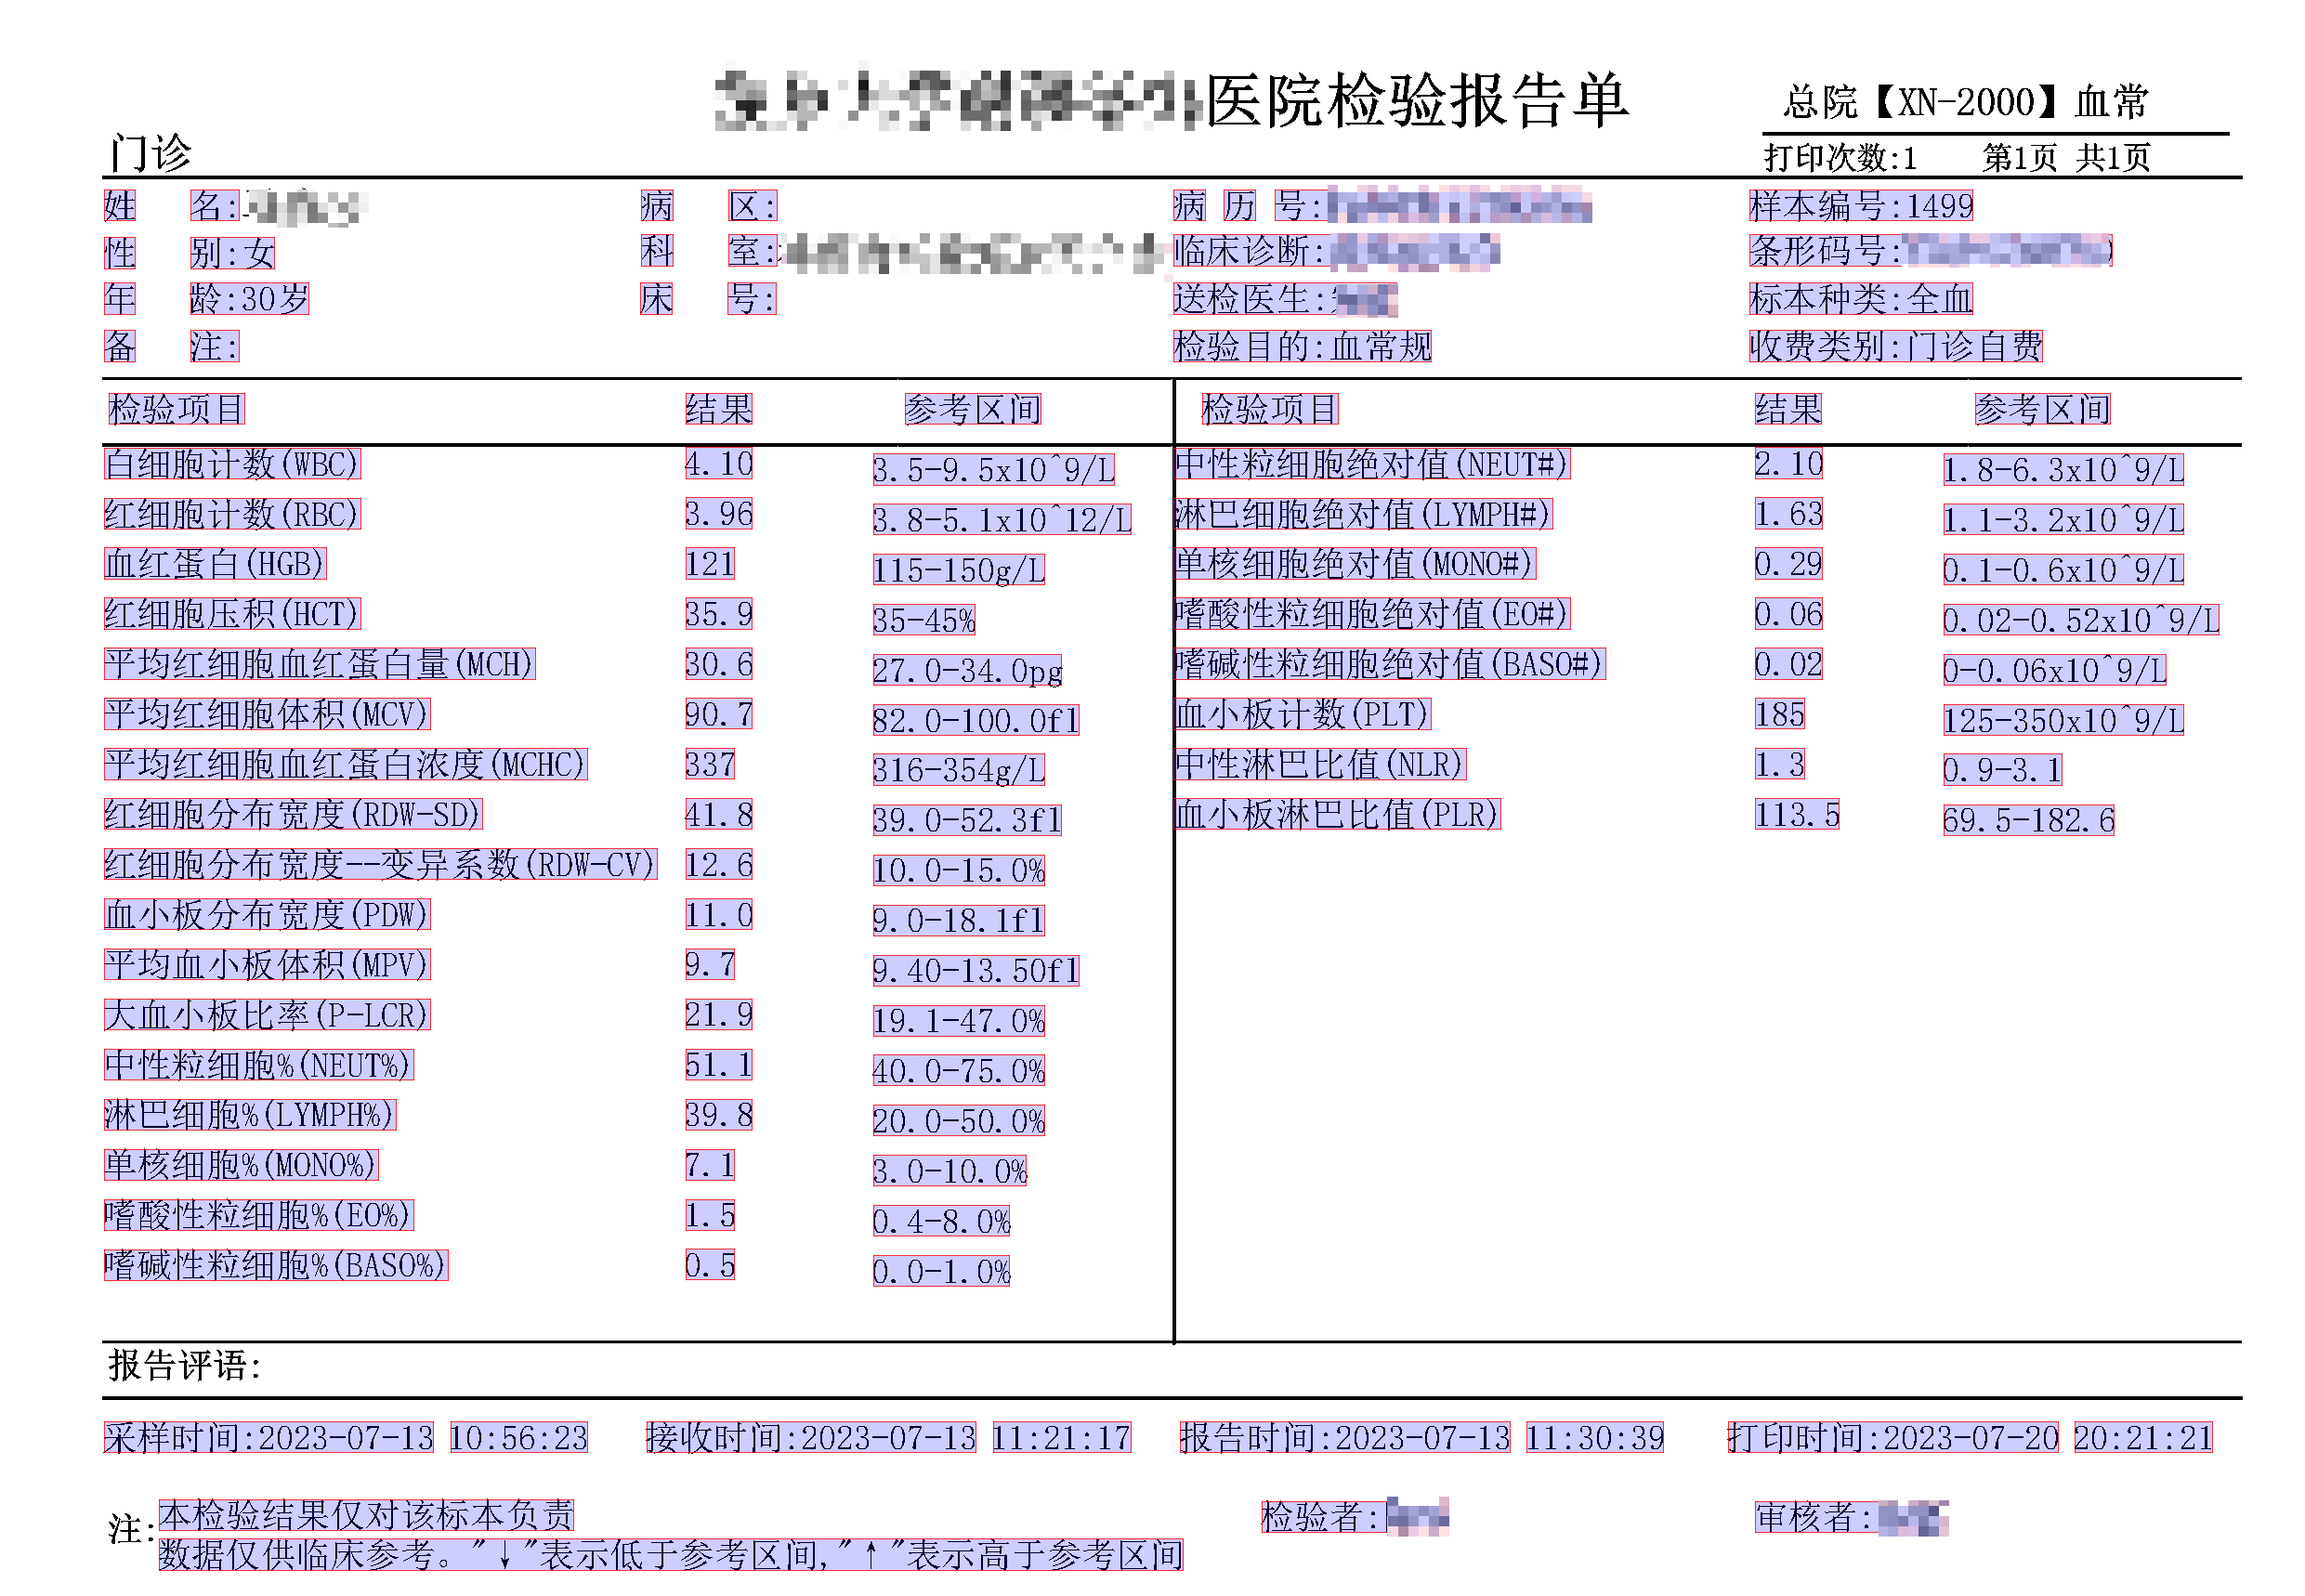 医院检验报告单
总院【XN-2000】血常
门诊
打印次数:1 第1页 共1页
姓 名: 病 区: 病 历 号: 样本编号:1499
性 别:女 科 室: 临床诊断: 条形码号:
年 龄:30岁 床 号: 送检医生: 标本种类:全血
备 注: 检验目的:血常规 收费类别:门诊自费
检验项目 结果 参考区间 检验项目 结果 参考区间
白细胞计数(WBC) 4.10 3.5-9.5x10^9/L 中性粒细胞绝对值(NEUT#) 2.10 1.8-6.3x10^9/L
红细胞计数(RBC) 3.96 3.8-5.1x10^12/L 淋巴细胞绝对值(LYMPH#) 1.63 1.1-3.2x10^9/L
血红蛋白(HGB) 121 115-150g/L 单核细胞绝对值(MONO#) 0.29 0.1-0.6x10^9/L
红细胞压积(HCT) 35.9 35-45% 嗜酸性粒细胞绝对值(EO#) 0.06 0.02-0.52x10^9/L
平均红细胞血红蛋白量(MCH) 30.6 27.0-34.0pg 嗜碱性粒细胞绝对值(BASO#) 0.02 0-0.06x10^9/L
平均红细胞体积(MCV) 90.7 82.0-100.0fl 血小板计数(PLT) 185 125-350x10^9/L
平均红细胞血红蛋白浓度(MCHC) 337 316-354g/L 中性淋巴比值(NLR) 1.3 0.9-3.1
红细胞分布宽度(RDW-SD) 41.8 39.0-52.3fl 血小板淋巴比值(PLR) 113.5 69.5-182.6
红细胞分布宽度--变异系数(RDW-CV) 12.6 10.0-15.0%
血小板分布宽度(PDW) 11.0 9.0-18.1fl
平均血小板体积(MPV) 9.7 9.40-13.50fl
大血小板比率(P-LCR) 21.9 19.1-47.0%
中性粒细胞%(NEUT%) 51.1 40.0-75.0%
淋巴细胞%(LYMPH%) 39.8 20.0-50.0%
单核细胞%(MONO%) 7.1 3.0-10.0%
嗜酸性粒细胞%(EO%) 1.5 0.4-8.0%
嗜碱性粒细胞%(BASO%) 0.5 0.0-1.0%
报告评语:
采样时间:2023-07-13 10:56:23 接收时间:2023-07-13 11:21:17 报告时间:2023-07-13 11:30:39 打印时间:2023-07-20 20:21:21
注:本检验结果仅对该标本负责 检验者: 审核者:
数据仅供临床参考。"↓"表示低于参考区间,"↑"表示高于参考区间